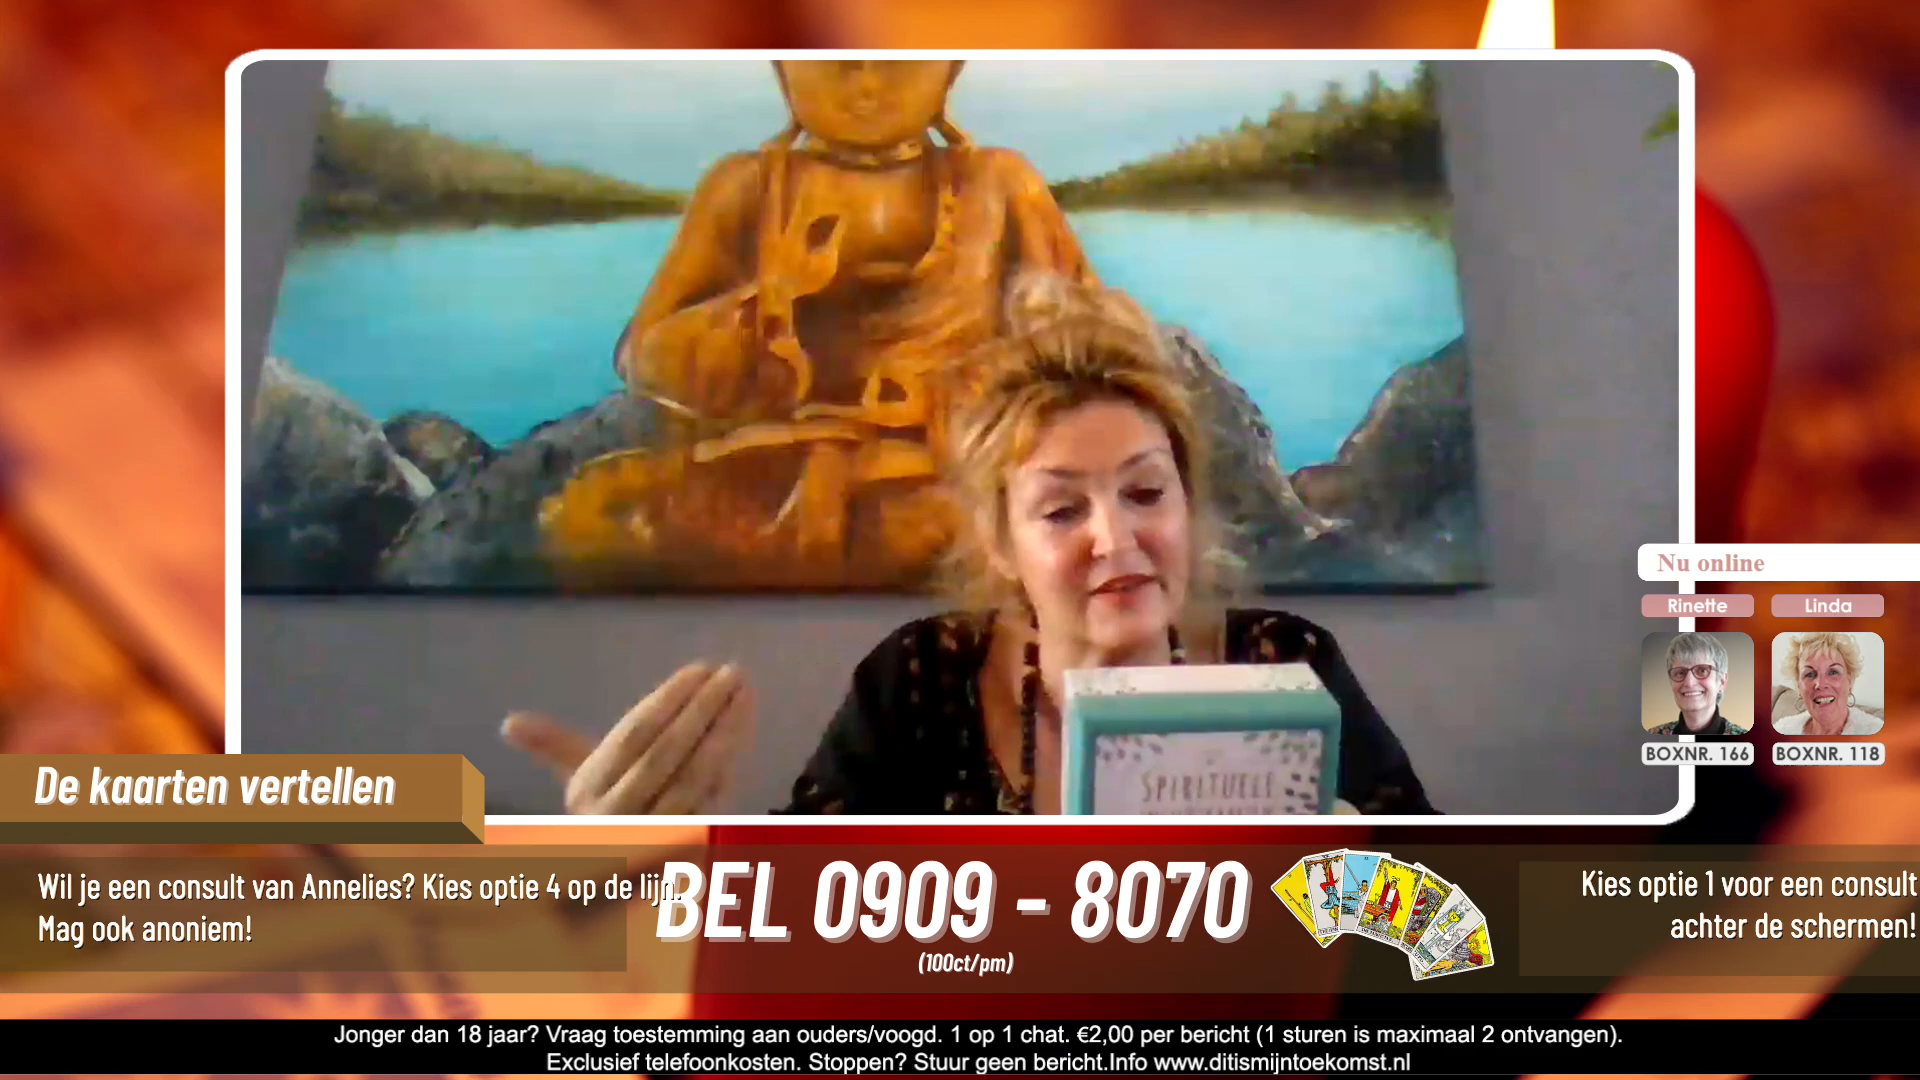 SPIRITUELE
Nu online
Rinette
Linda
BOXNR. 166
BOXNR. 118
De kaarten vertellen
Wil je een consult van Annelies? Kies optie 4 op de lijn.
Mag ook anoniem!
BEL 0909 - 8070
(100ct/pm)
Kies optie 1 voor een consult
achter de schermen!
Jonger dan 18 jaar? Vraag toestemming aan ouders/voogd. 1 op 1 chat. €2,00 per bericht (1 sturen is maximaal 2 ontvangen).
Exclusief telefoonkosten. Stoppen? Stuur geen bericht.Info www.ditismijntoekomst.nl